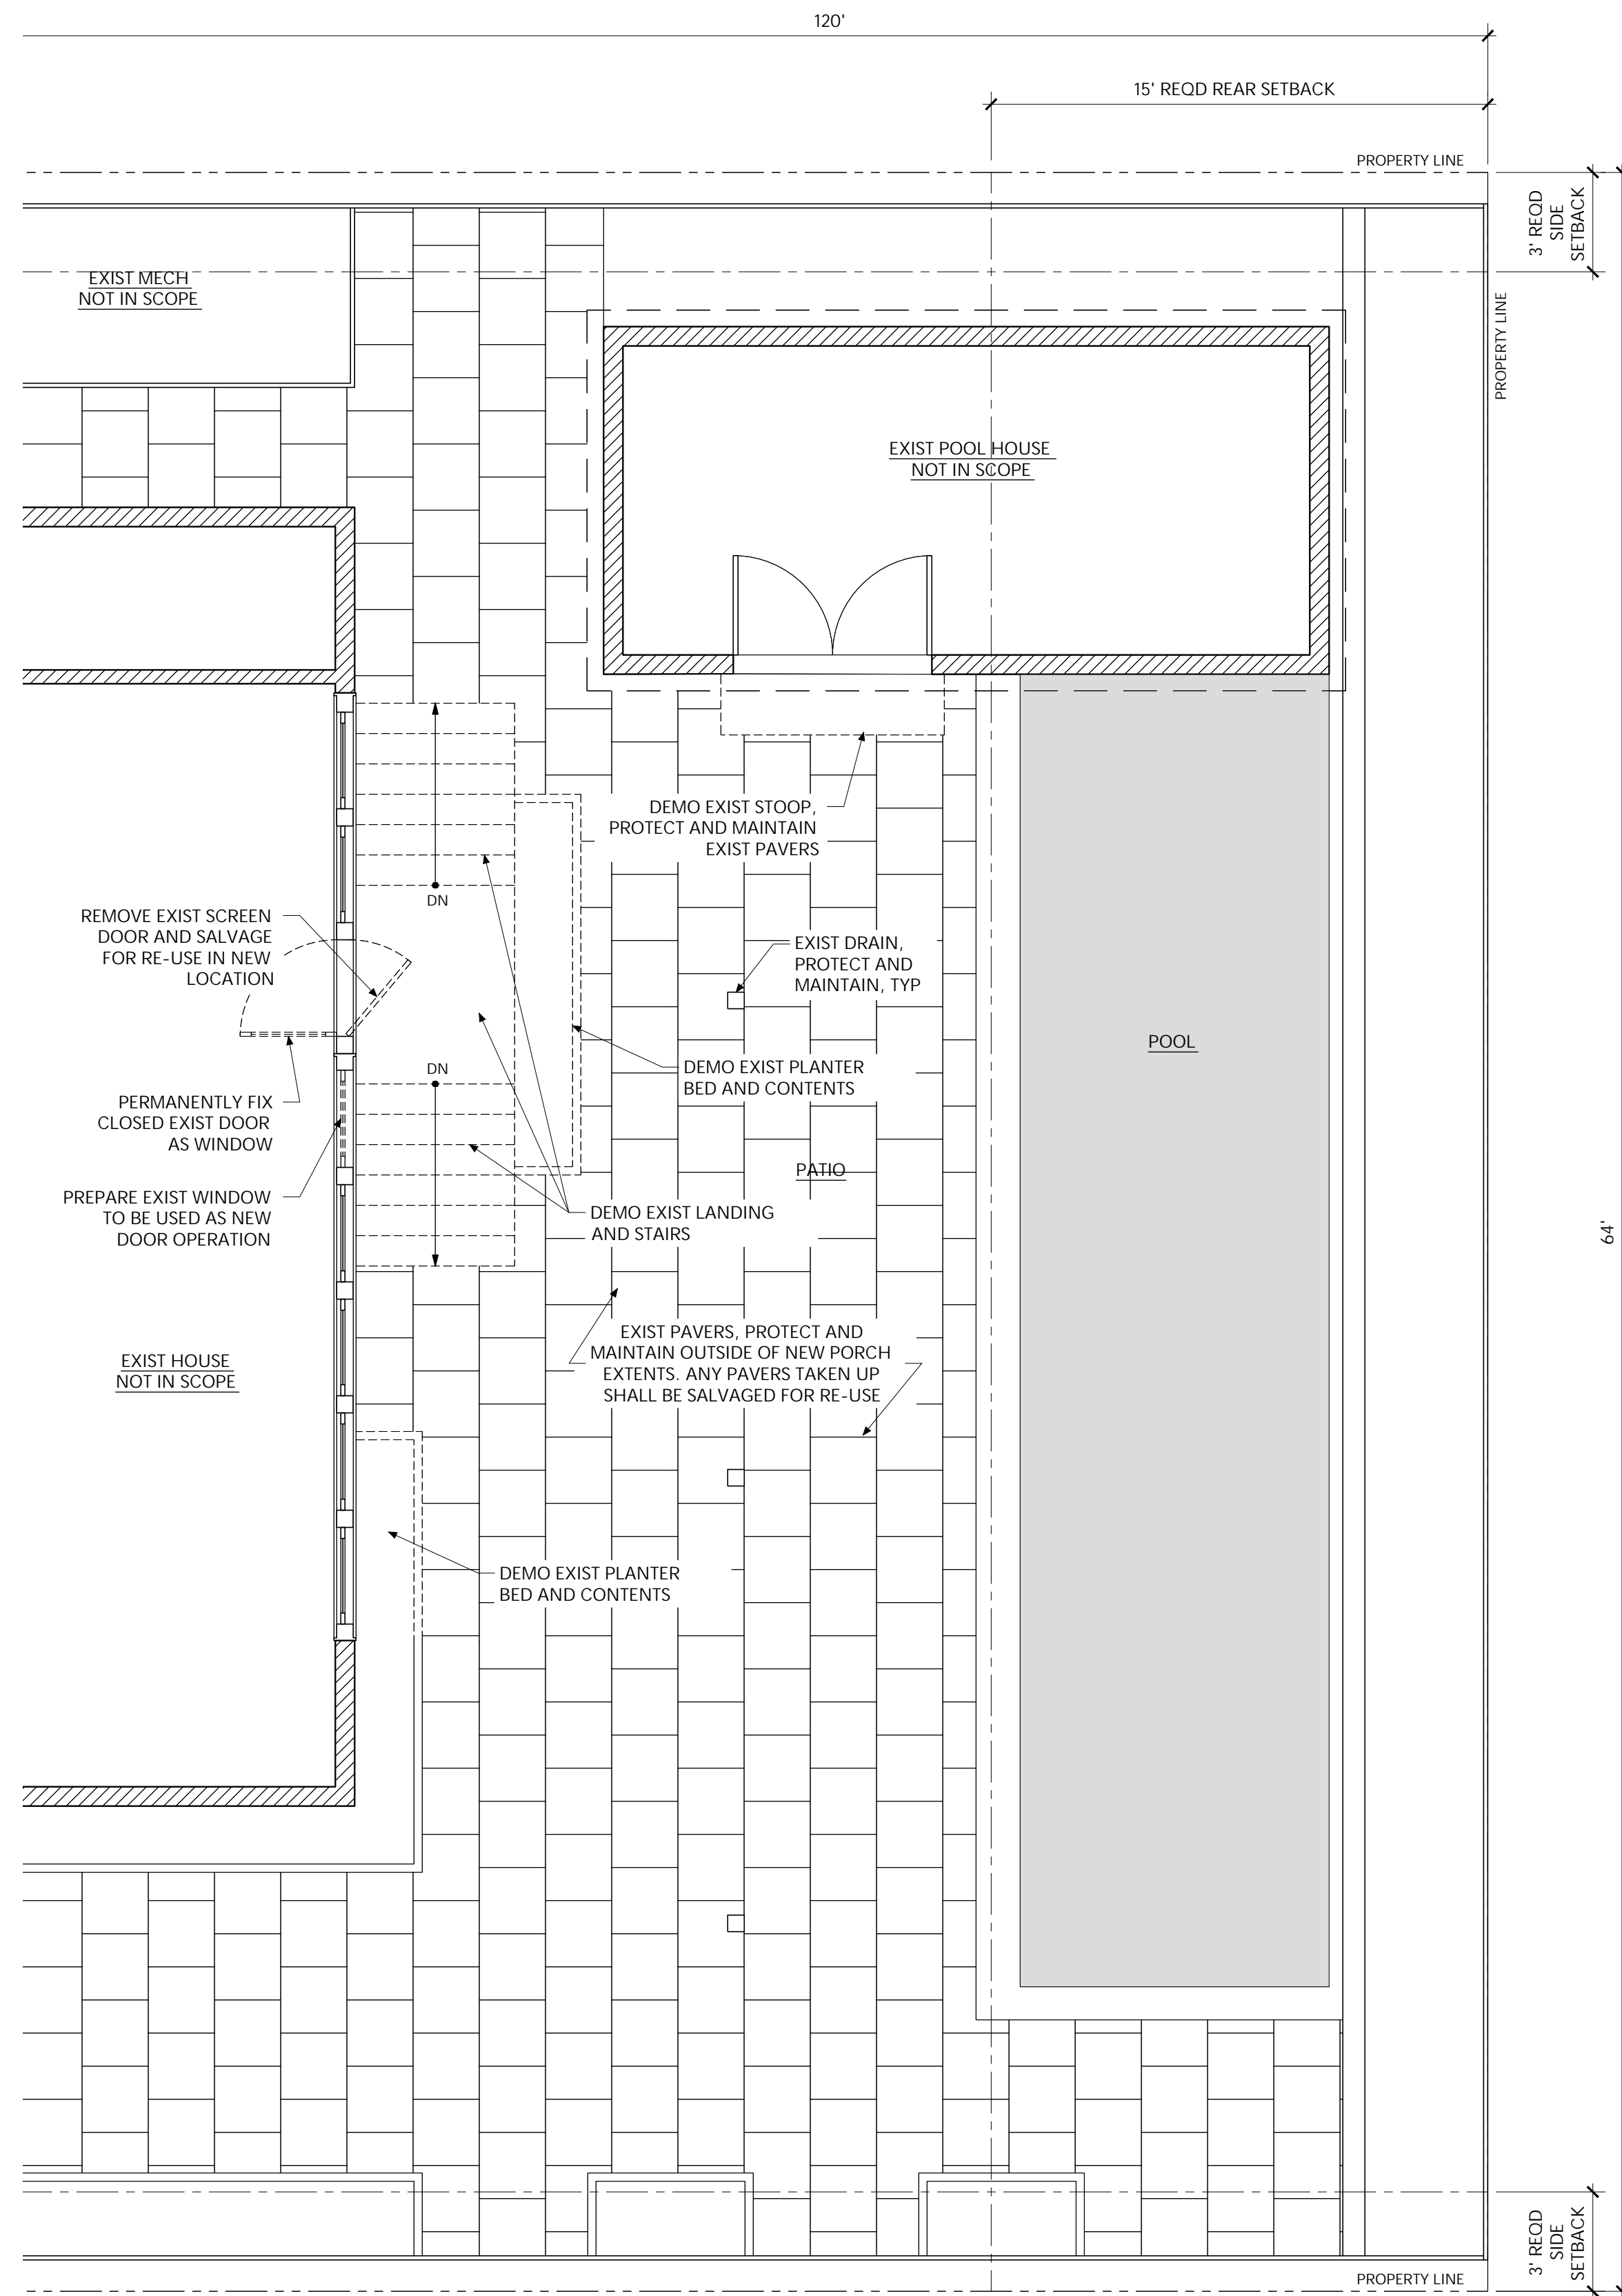 120'
15' REQD REAR SETBACK
PROPERTY LINE
3' REQD
SIDE
SETBACK
EXIST MECH
NOT IN SCOPE
PROPERTY LINE
EXIST POOL HOUSE
NOT IN SCOPE
DEMO EXIST STOOP,
PROTECT AND MAINTAIN
EXIST PAVERS
DN
REMOVE EXIST SCREEN
DOOR AND SALVAGE
FOR RE-USE IN NEW
LOCATION
EXIST DRAIN,
PROTECT AND
MAINTAIN, TYP
POOL
DN
DEMO EXIST PLANTER
BED AND CONTENTS
PERMANENTLY FIX
CLOSED EXIST DOOR
AS WINDOW
PATIO
PREPARE EXIST WINDOW
TO BE USED AS NEW
DOOR OPERATION
DEMO EXIST LANDING
AND STAIRS
64'
EXIST PAVERS, PROTECT AND
MAINTAIN OUTSIDE OF NEW PORCH
EXTENTS. ANY PAVERS TAKEN UP
SHALL BE SALVAGED FOR RE-USE
EXIST HOUSE
NOT IN SCOPE
DEMO EXIST PLANTER
BED AND CONTENTS
3' REQD
SIDE
SETBACK
PROPERTY LINE